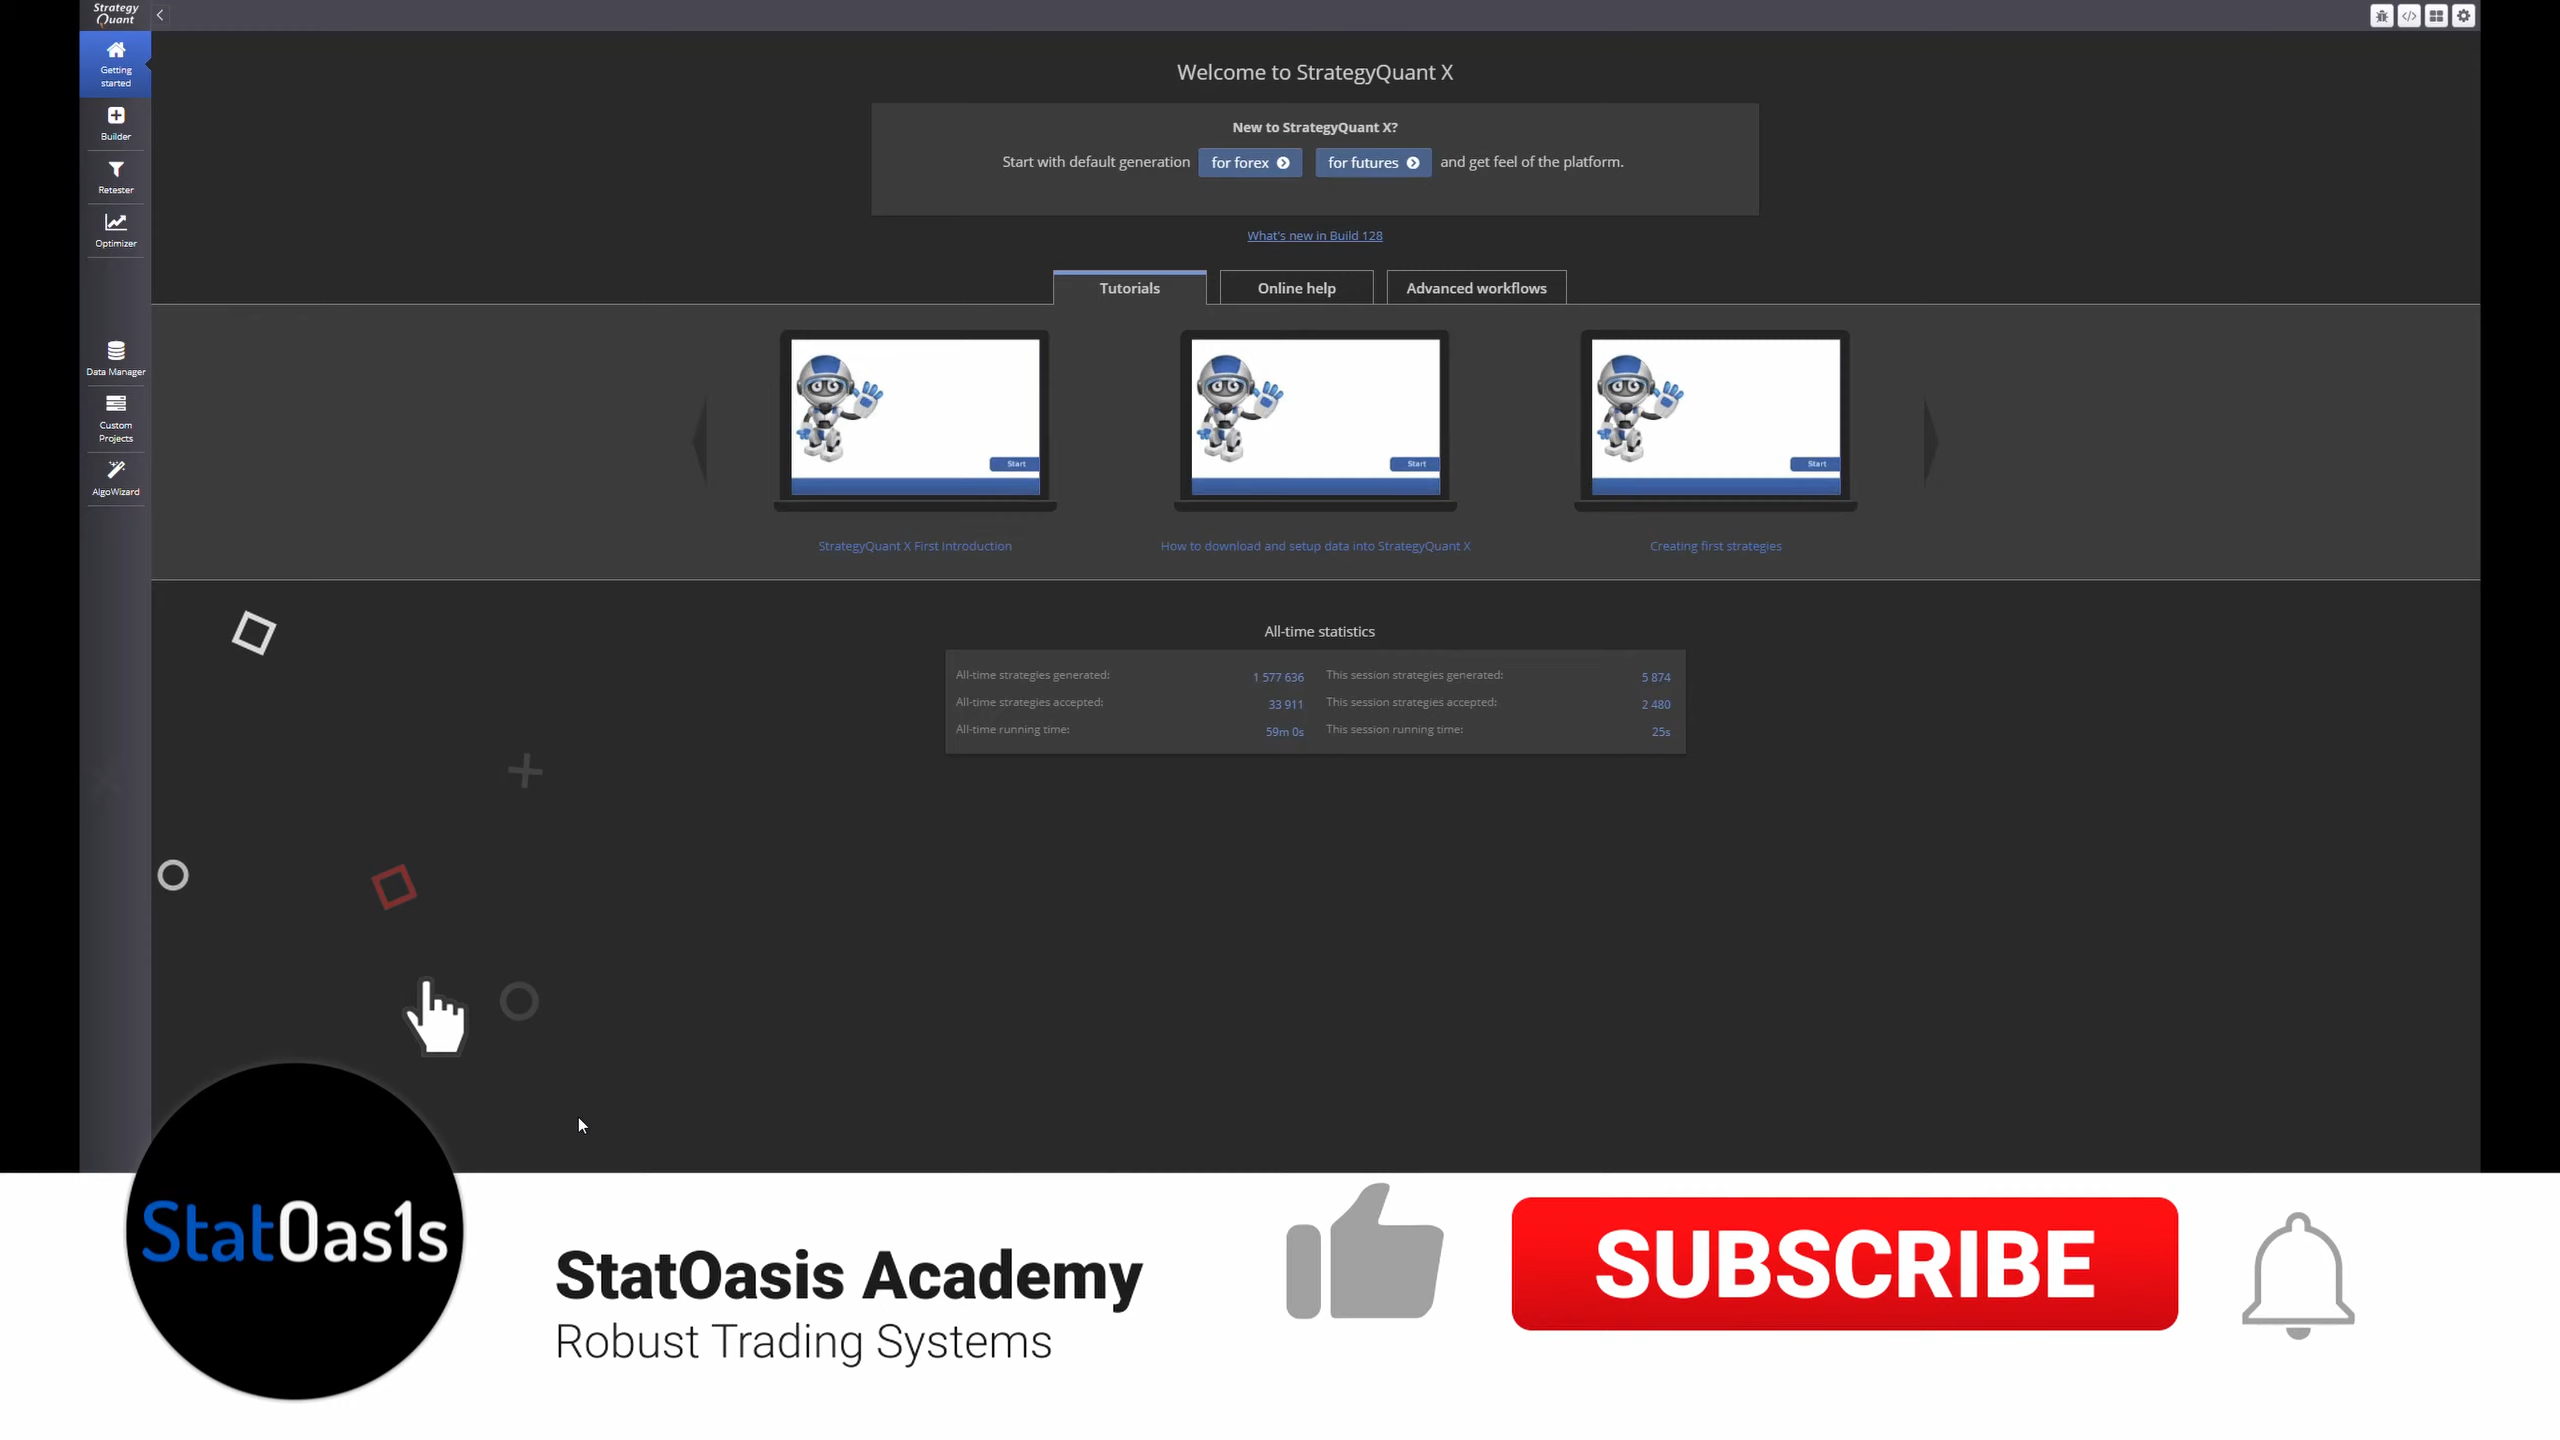 Strategy
Quant
Getting
started
Builder
Retester
Optimizer
Data Manager
Custom
Projects
AlgoWizard
Welcome to StrategyQuant X
New to StrategyQuant X?
Start with default generation for forex for futures and get feel of the platform.
What's new in Build 128
Tutorials Online help Advanced workflows
Start Start Start
StrategyQuant X First Introduction How to download and setup data into StrategyQuant X Creating first strategies
All-time statistics
All-time strategies generated: 1 577 636 This session strategies generated: 5 874
All-time strategies accepted: 33 911 This session strategies accepted: 2 480
All-time running time: 59m 0s This session running time: 25s
StatOas1s
StatOasis Academy
Robust Trading Systems
SUBSCRIBE